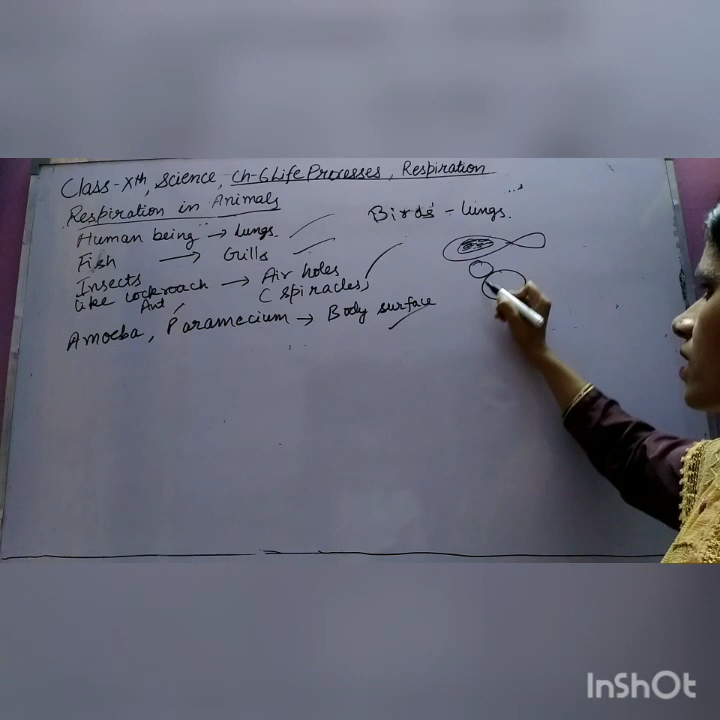 Class-Xth, Science, Ch-6 Life Processes, Respiration
Respiration in Animals
Human being → lungs.
Birds - lungs.
Fish → Grills
Insects
like cockroach → Air holes
Ant
( spiracles)
Amoeba, Paramecium → Body surface
InShOt